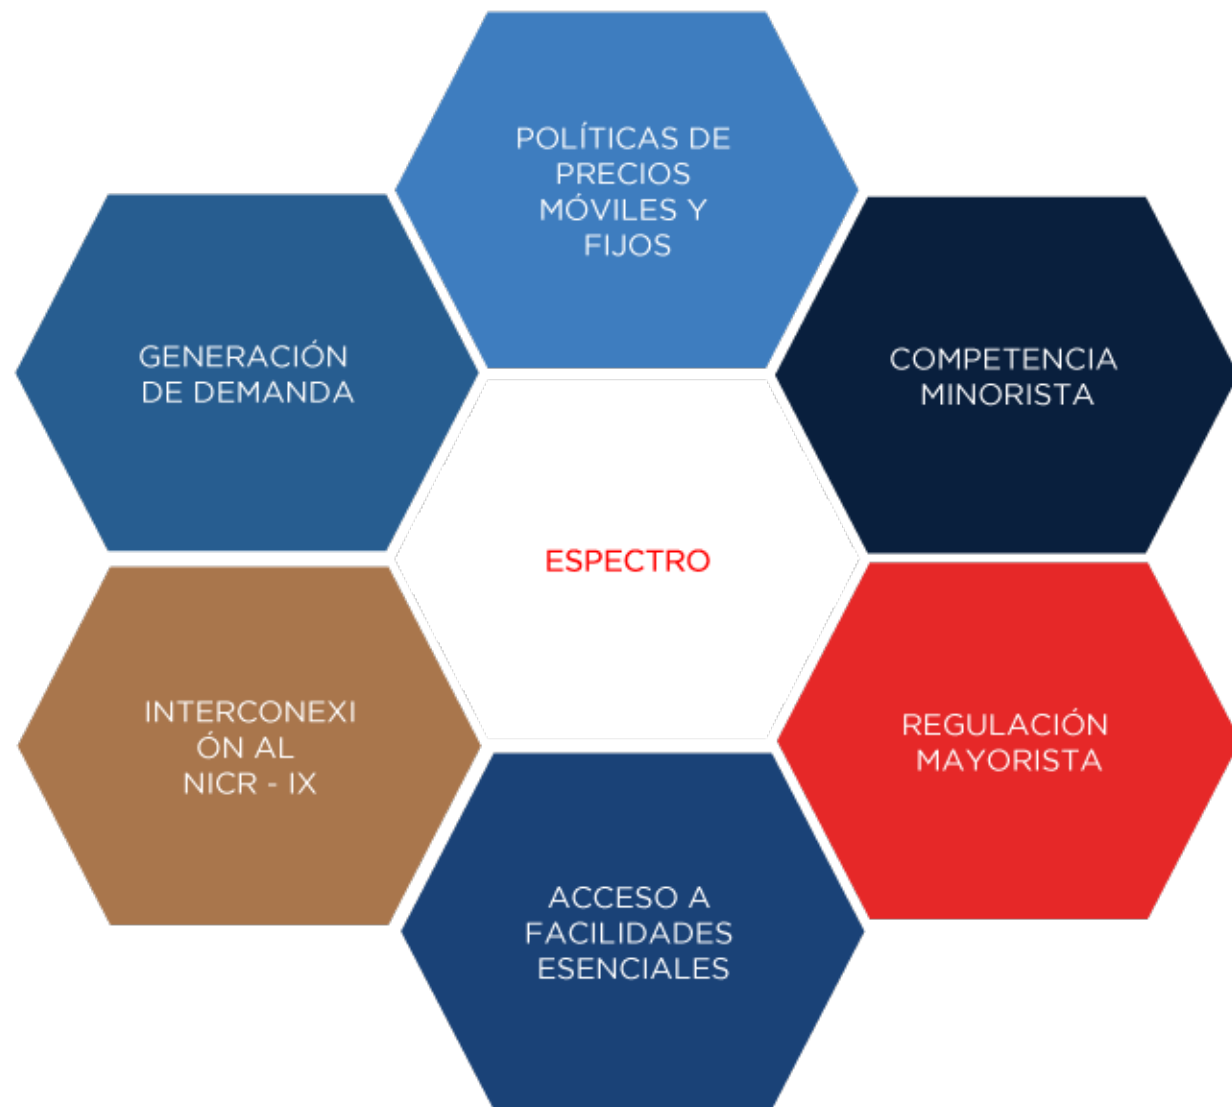 POLÍTICAS DE
PRECIOS
MÓVILES Y
FIJOS
GENERACIÓN
DE DEMANDA
COMPETENCIA
MINORISTA
ESPECTRO
INTERCONEXI
ÓN AL
NICR - IX
REGULACIÓN
MAYORISTA
ACCESO A
FACILIDADES
ESENCIALES